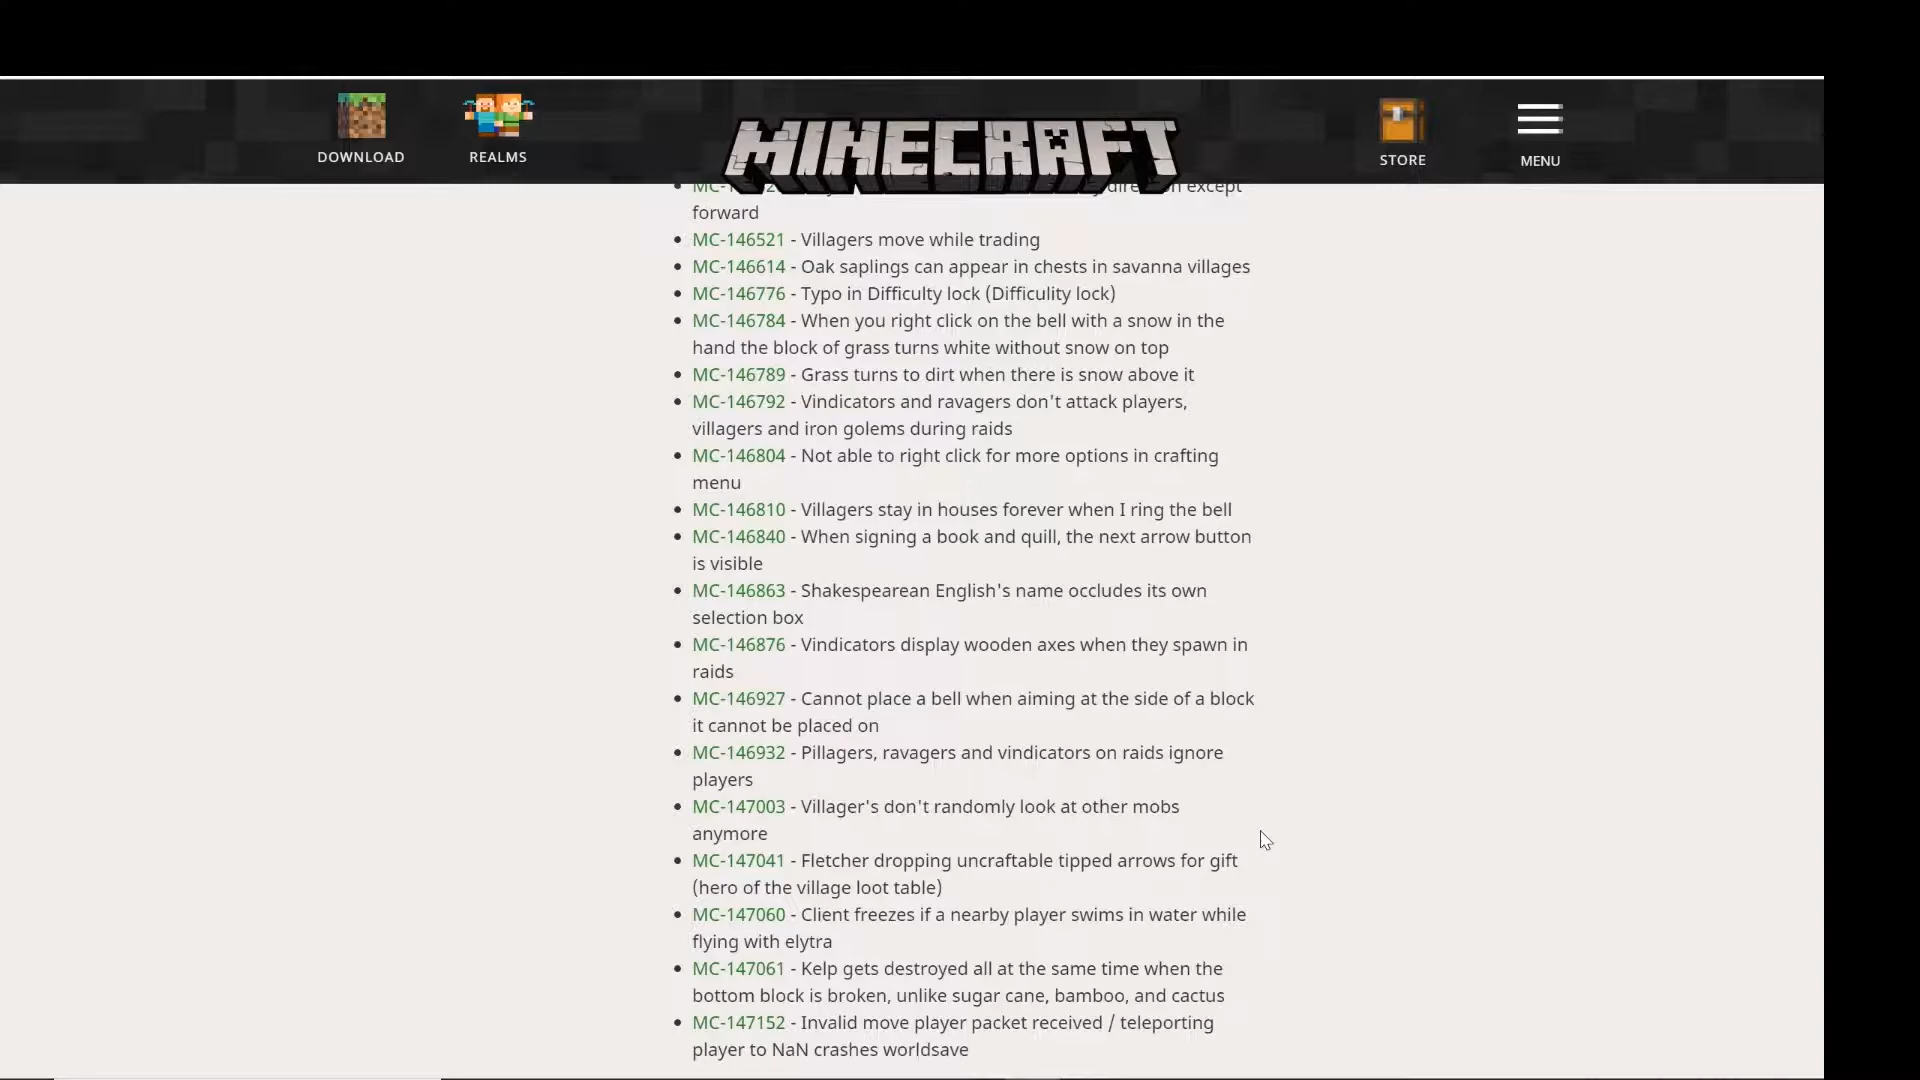 DOWNLOAD
REALMS
MINECRAFT
STORE
MENU
except
forward
MC-146521 - Villagers move while trading
MC-146614 - Oak saplings can appear in chests in savanna villages
MC-146776 - Typo in Difficulty lock (Difficulity lock)
MC-146784 - When you right click on the bell with a snow in the
hand the block of grass turns white without snow on top
MC-146789 - Grass turns to dirt when there is snow above it
MC-146792 - Vindicators and ravagers don't attack players,
villagers and iron golems during raids
MC-146804 - Not able to right click for more options in crafting
menu
MC-146810 - Villagers stay in houses forever when I ring the bell
MC-146840 - When signing a book and quill, the next arrow button
is visible
MC-146863 - Shakespearean English's name occludes its own
selection box
MC-146876 - Vindicators display wooden axes when they spawn in
raids
MC-146927 - Cannot place a bell when aiming at the side of a block
it cannot be placed on
MC-146932 - Pillagers, ravagers and vindicators on raids ignore
players
MC-147003 - Villager's don't randomly look at other mobs
anymore
MC-147041 - Fletcher dropping uncraftable tipped arrows for gift
(hero of the village loot table)
MC-147060 - Client freezes if a nearby player swims in water while
flying with elytra
MC-147061 - Kelp gets destroyed all at the same time when the
bottom block is broken, unlike sugar cane, bamboo, and cactus
MC-147152 - Invalid move player packet received / teleporting
player to NaN crashes worldsave